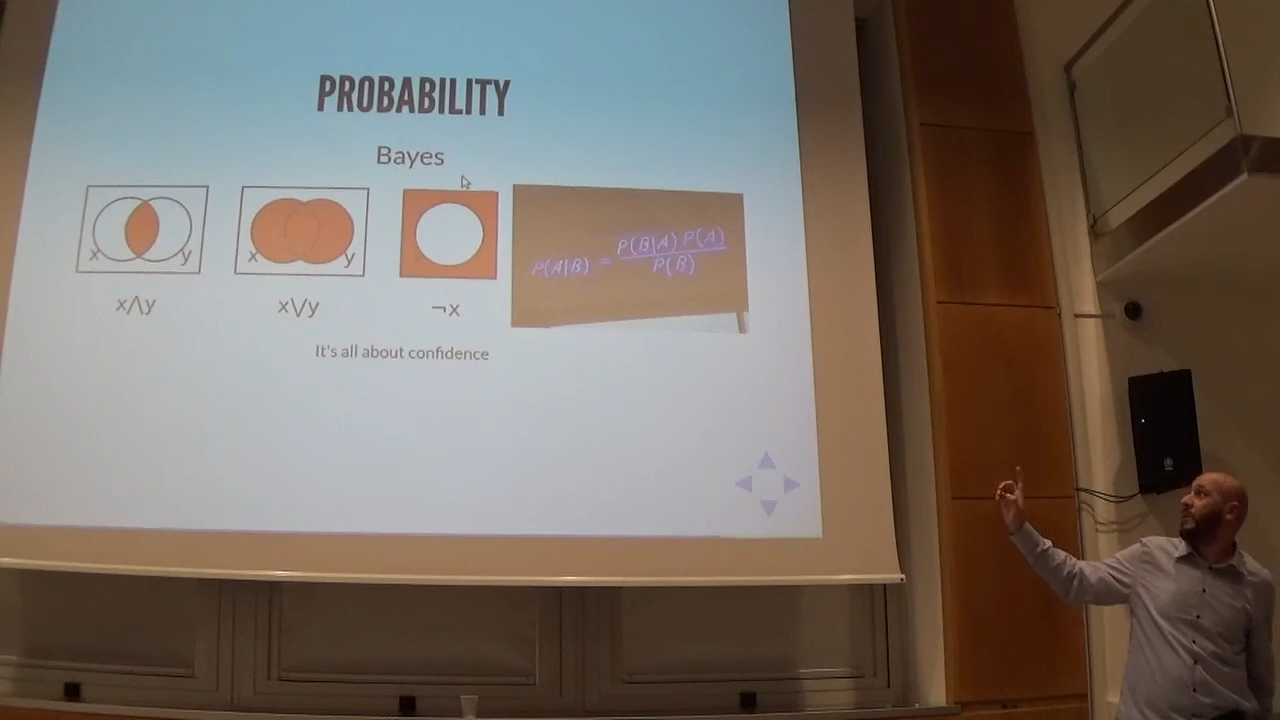 PROBABILITY
Bayes
x y
x y
P(A|B) = P(B|A) P(A)
P(B)
x⋀y
x⋁y
¬x
It's all about confidence